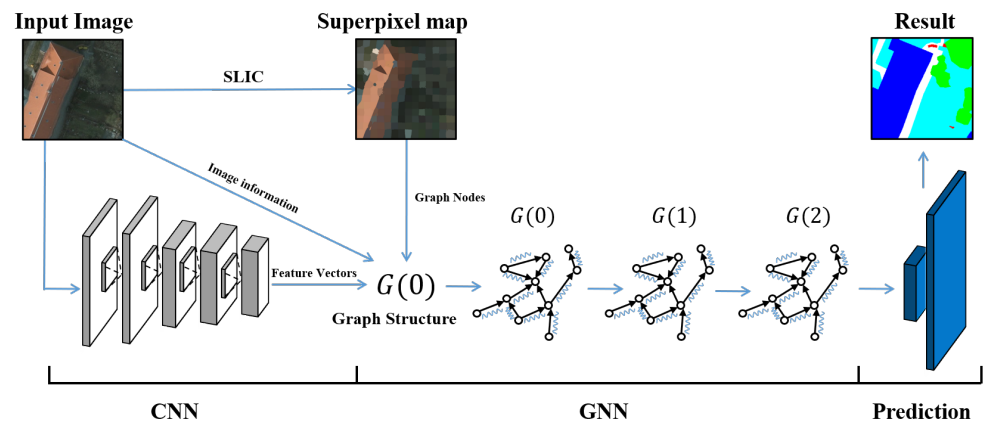 Input Image
Superpixel map
Result
SLIC
Image information
Graph Nodes
G(0)
G(1)
G(2)
Feature Vectors
G(0)
Graph Structure
CNN
GNN
Prediction